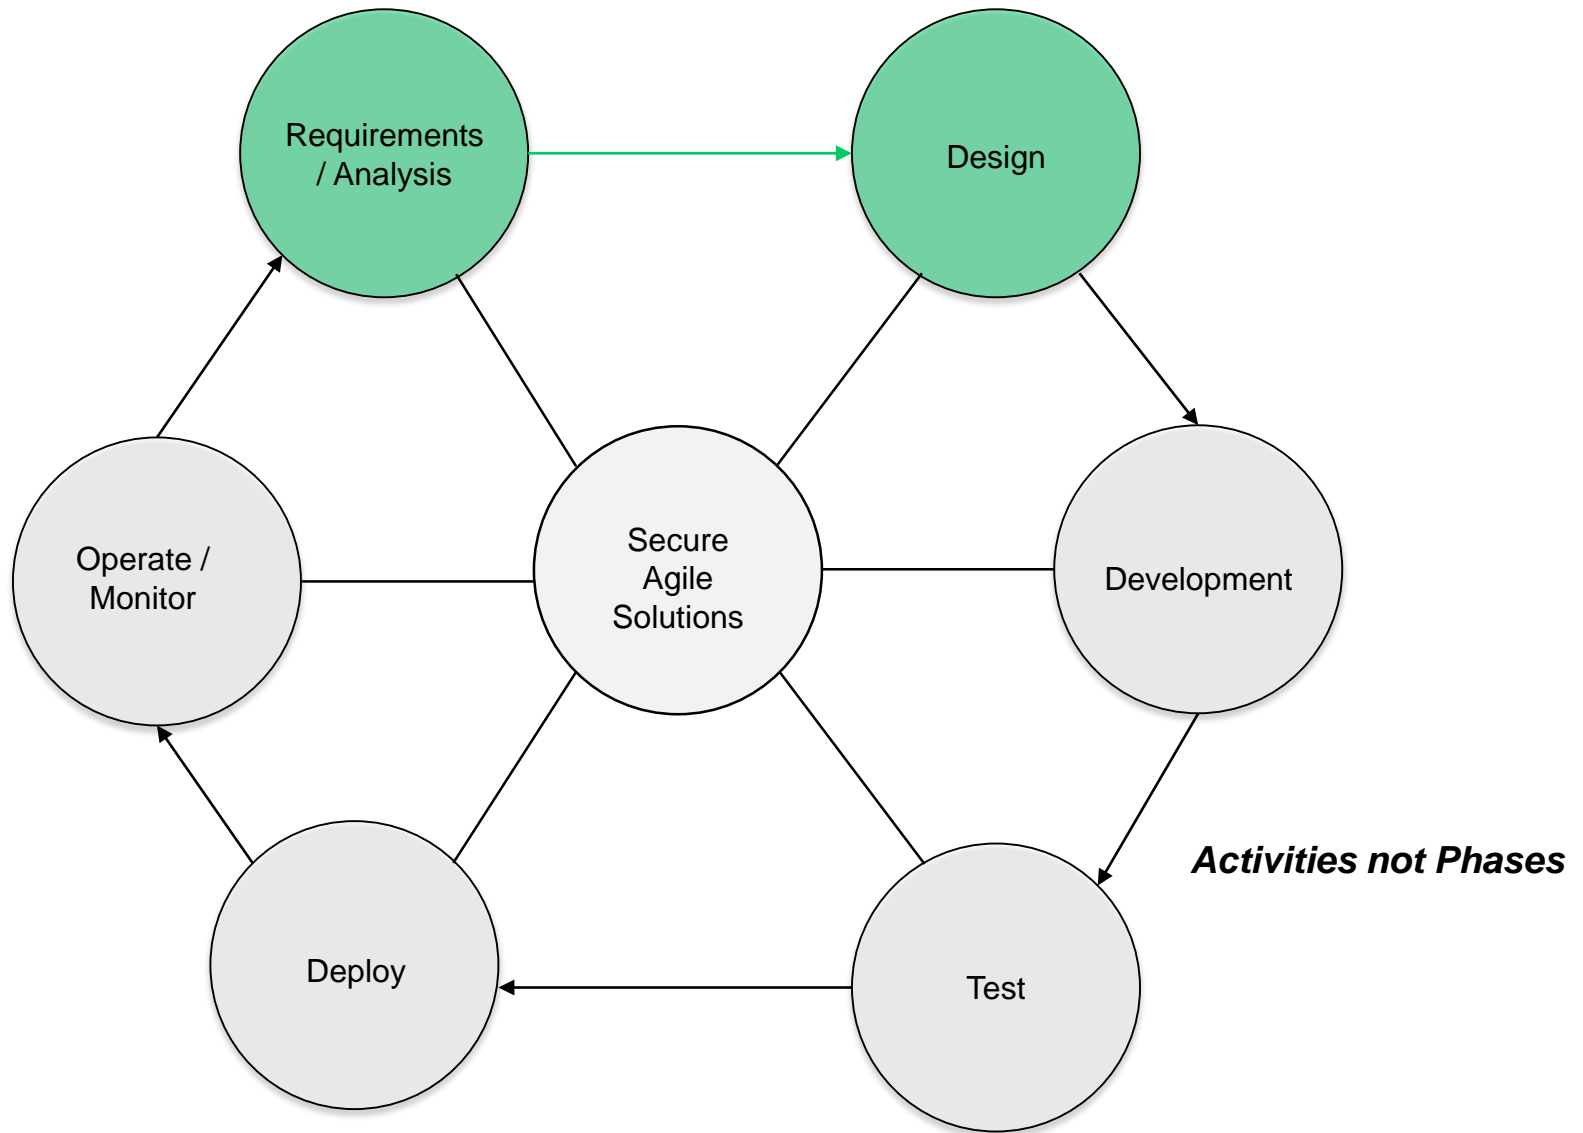 Requirements
/ Analysis
Design
Operate /
Monitor
Secure
Agile
Solutions
Development
Activities not Phases
Deploy
Test